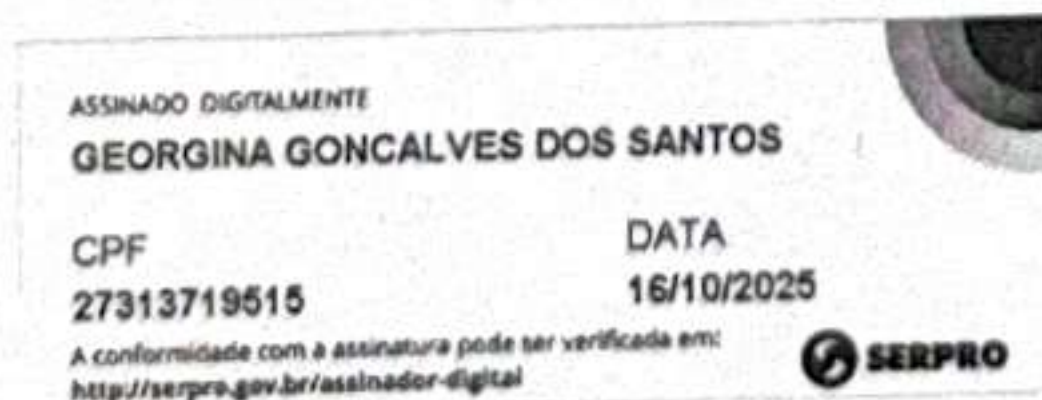 ASSINADO DIGITALMENTE
GEORGINA GONCALVES DOS SANTOS
CPF
27313719515
DATA
16/10/2025
A conformidade com a assinatura pode ser verificada em:
http://serpro.gov.br/assinador-digital
SERPRO